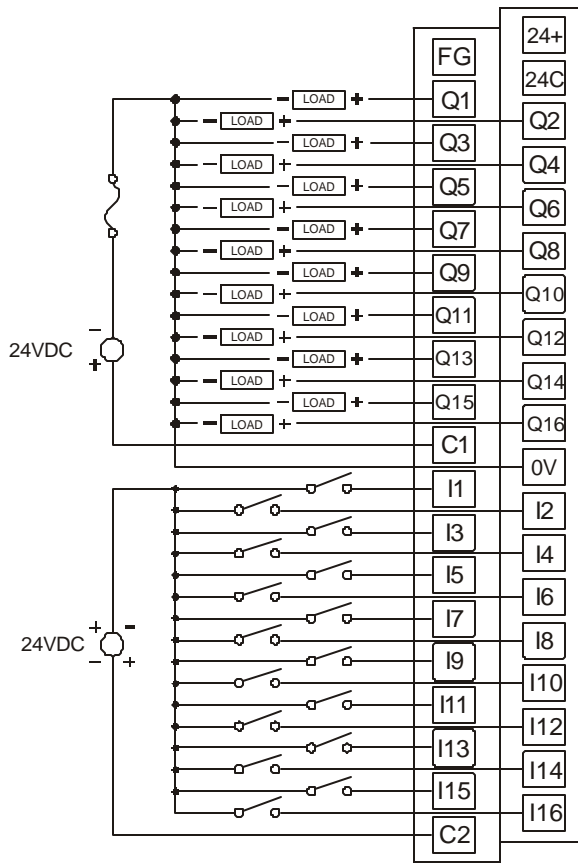 24+
FG
24C
− LOAD + Q1
− LOAD + Q2
− LOAD + Q3
− LOAD + Q4
− LOAD + Q5
− LOAD + Q6
− LOAD + Q7
− LOAD + Q8
− LOAD + Q9
− LOAD + Q10
− LOAD + Q11
− LOAD + Q12
− LOAD + Q13
− LOAD + Q14
− LOAD + Q15
− LOAD + Q16
−
24VDC
+
C1
0V
I1
I2
I3
I4
I5
I6
I7
I8
+ −
24VDC
− +
I9
I10
I11
I12
I13
I14
I15
I16
C2